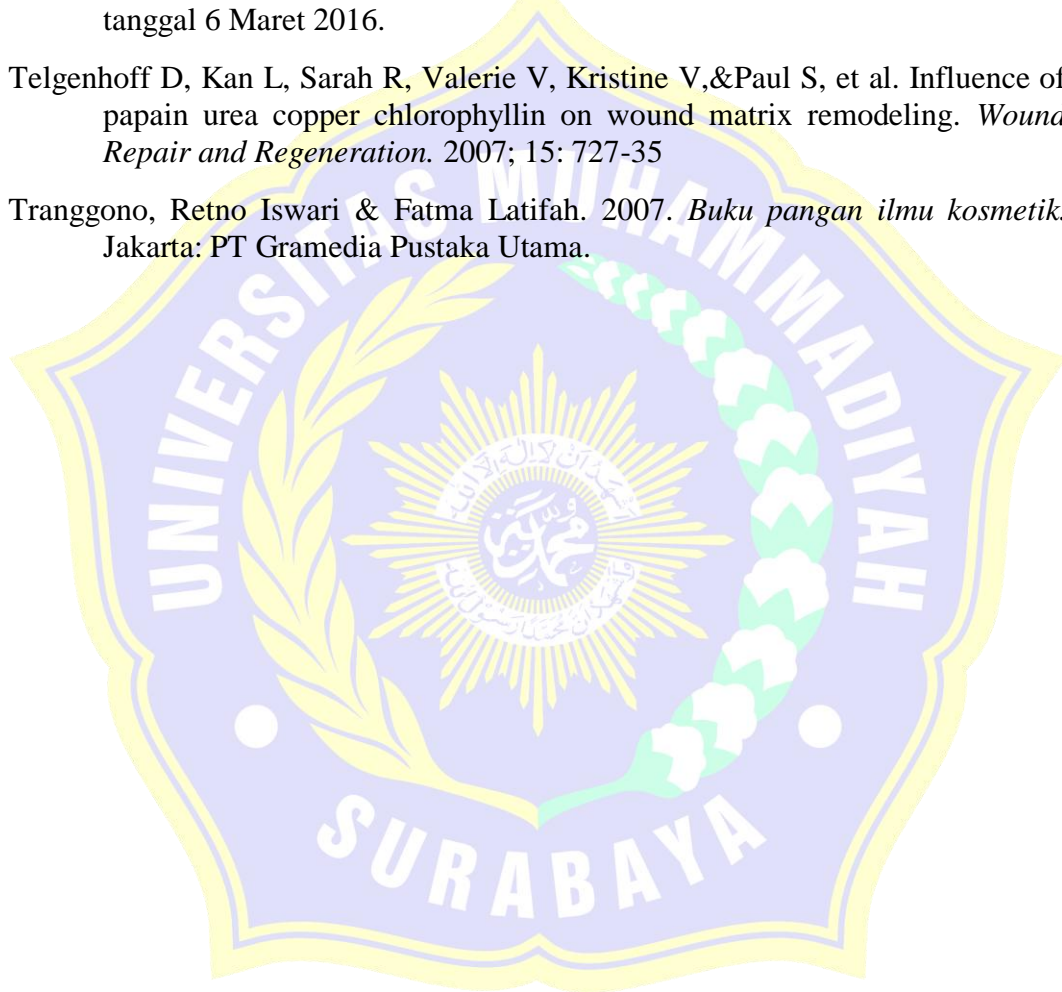 tanggal 6 Maret 2016.
Telgenhoff D, Kan L, Sarah R, Valerie V, Kristine V,&Paul S, et al. Influence of
papain urea copper chlorophyllin on wound matrix remodeling. Wound
Repair and Regeneration. 2007; 15: 727-35
Tranggono, Retno Iswari & Fatma Latifah. 2007. Buku pangan ilmu kosmetik.
Jakarta: PT Gramedia Pustaka Utama.
UNIVERSITAS MUHAMMADIYAH
SURABAYA